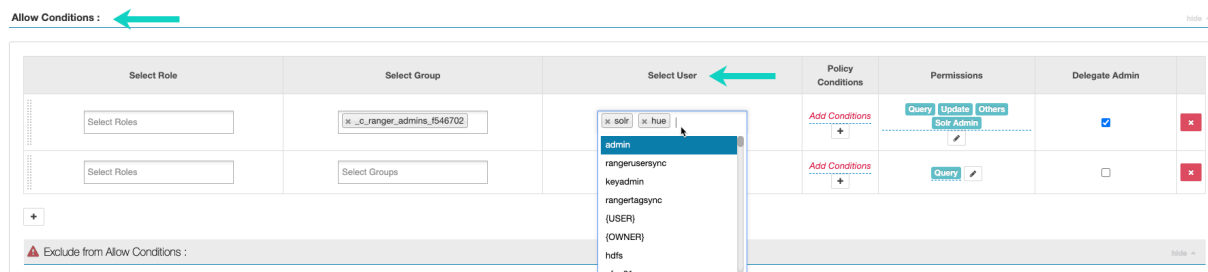 Allow Conditions :
hide
Select Role
Select Group
Select User
Policy
Conditions
Permissions
Delegate Admin
Select Roles
× _c_ranger_admins_f546702
× solr × hue
Add Conditions
+
Query Update Others
Solr Admin
×
admin
rangerusersync
keyadmin
rangertagsync
{USER}
{OWNER}
hdfs
Select Roles
Select Groups
Add Conditions
+
Query
×
+
Exclude from Allow Conditions :
hide